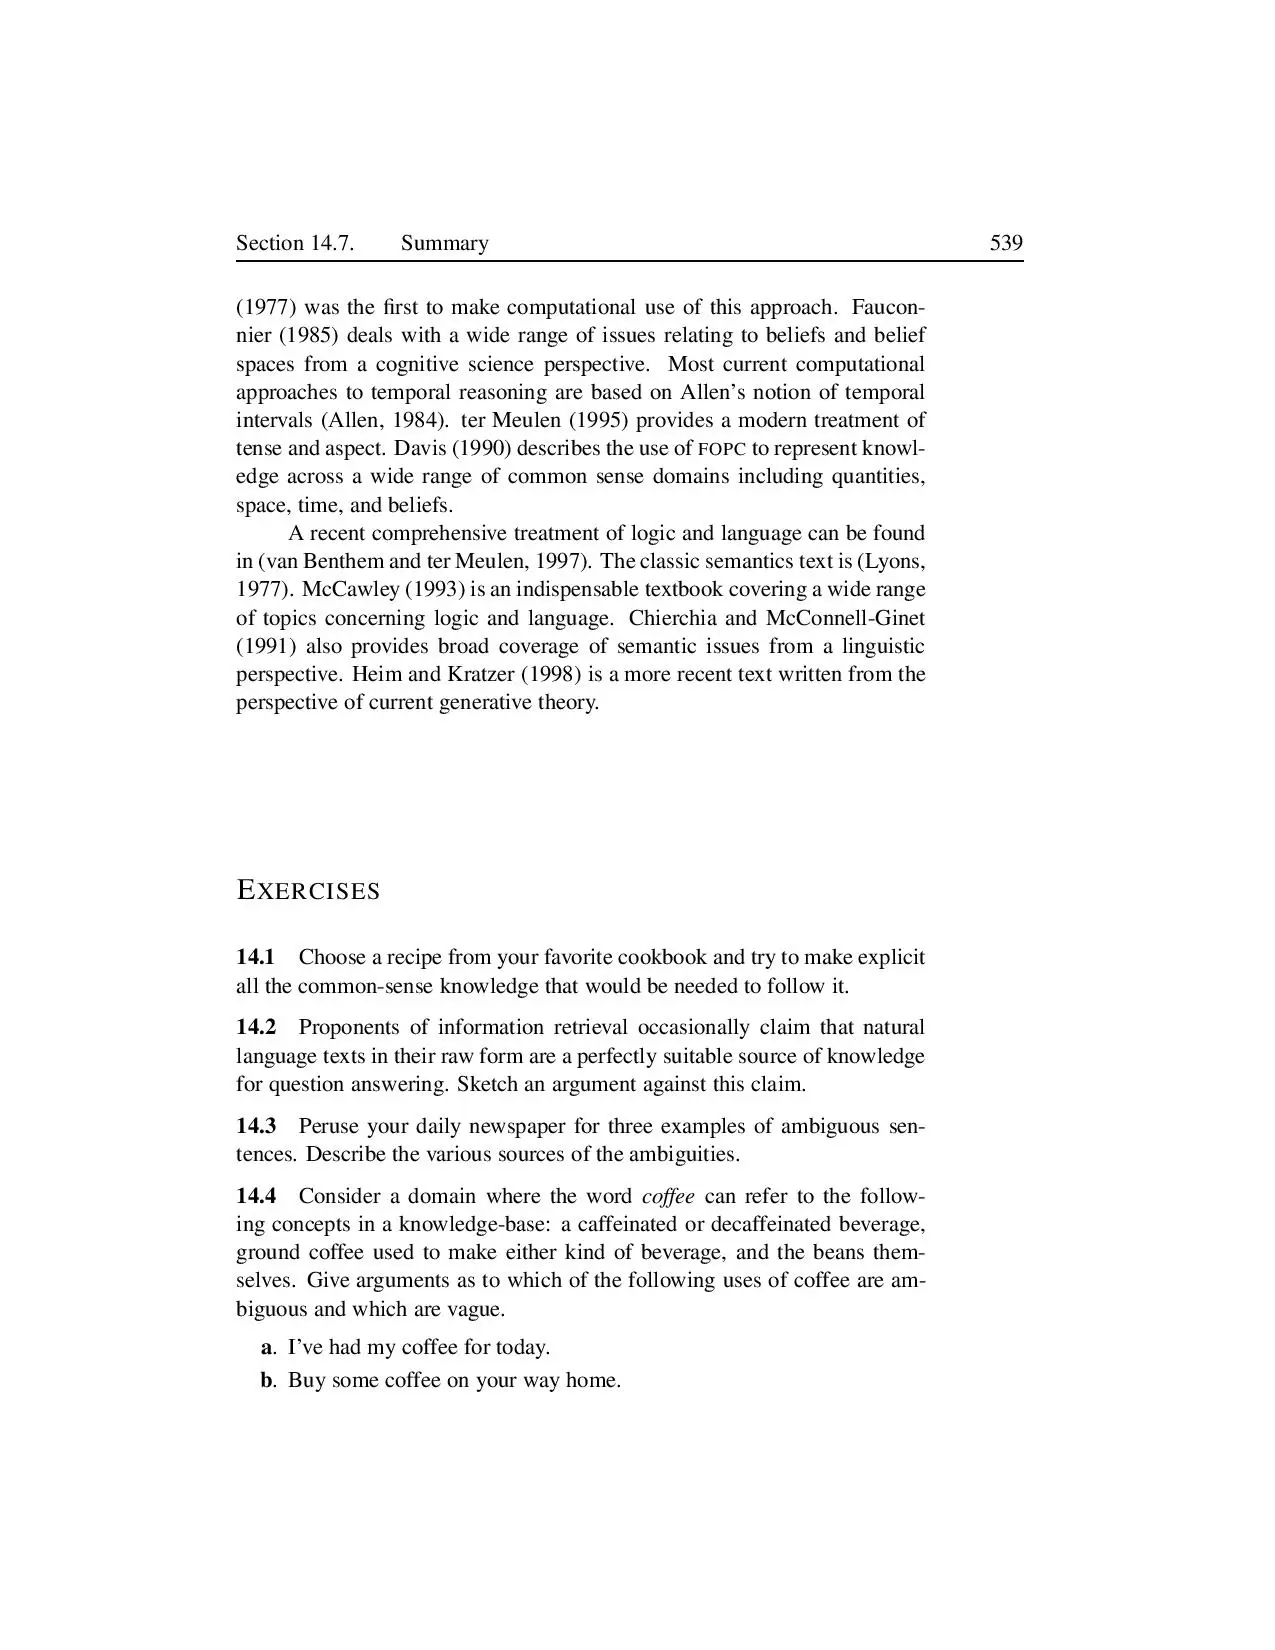 Section 14.7. Summary 539
(1977) was the first to make computational use of this approach. Faucon-
nier (1985) deals with a wide range of issues relating to beliefs and belief
spaces from a cognitive science perspective. Most current computational
approaches to temporal reasoning are based on Allen's notion of temporal
intervals (Allen, 1984). ter Meulen (1995) provides a modern treatment of
tense and aspect. Davis (1990) describes the use of FOPC to represent knowl-
edge across a wide range of common sense domains including quantities,
space, time, and beliefs.
A recent comprehensive treatment of logic and language can be found
in (van Benthem and ter Meulen, 1997). The classic semantics text is (Lyons,
1977). McCawley (1993) is an indispensable textbook covering a wide range
of topics concerning logic and language. Chierchia and McConnell-Ginet
(1991) also provides broad coverage of semantic issues from a linguistic
perspective. Heim and Kratzer (1998) is a more recent text written from the
perspective of current generative theory.
EXERCISES
14.1 Choose a recipe from your favorite cookbook and try to make explicit
all the common-sense knowledge that would be needed to follow it.
14.2 Proponents of information retrieval occasionally claim that natural
language texts in their raw form are a perfectly suitable source of knowledge
for question answering. Sketch an argument against this claim.
14.3 Peruse your daily newspaper for three examples of ambiguous sen-
tences. Describe the various sources of the ambiguities.
14.4 Consider a domain where the word coffee can refer to the follow-
ing concepts in a knowledge-base: a caffeinated or decaffeinated beverage,
ground coffee used to make either kind of beverage, and the beans them-
selves. Give arguments as to which of the following uses of coffee are am-
biguous and which are vague.
a. I've had my coffee for today.
b. Buy some coffee on your way home.